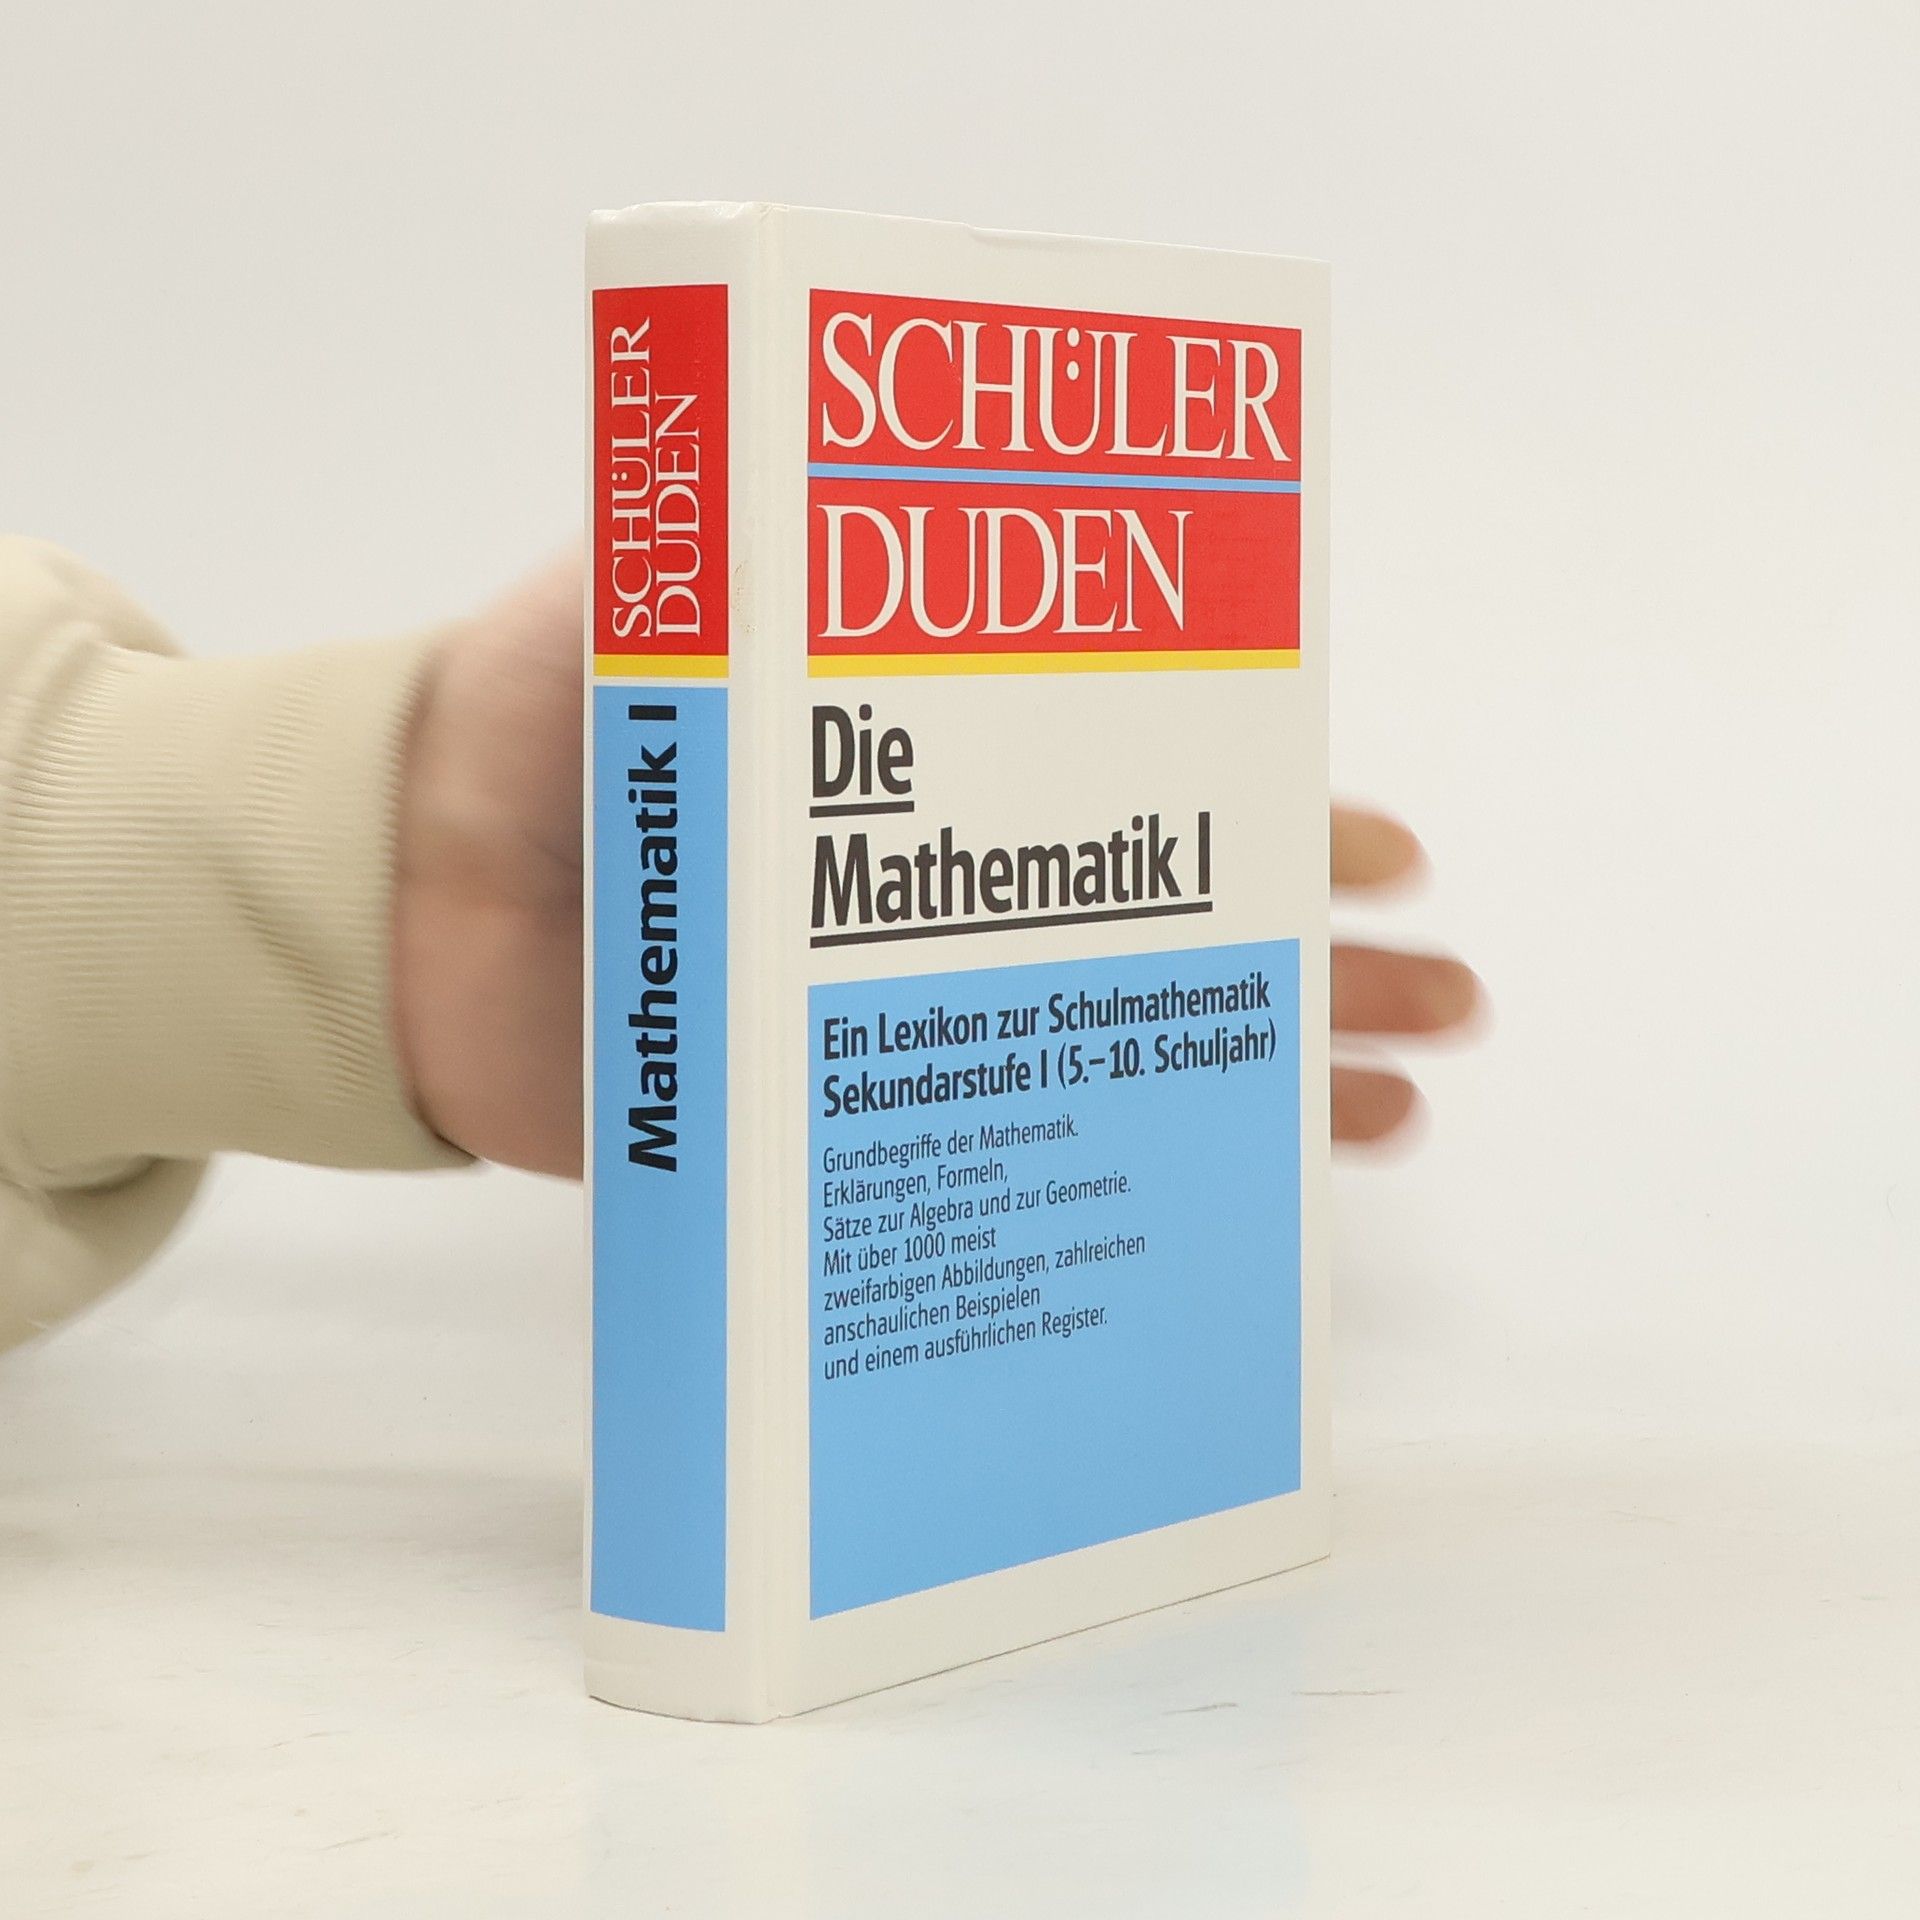 SCHÜLER
DUDEN
Mathematik I
SCHÜLER
DUDEN
Die
Mathematik I
Ein Lexikon zur Schulmathematik
Sekundarstufe I (5.–10. Schuljahr)
Grundbegriffe der Mathematik.
Erklärungen, Formeln,
Sätze zur Algebra und zur Geometrie.
Mit über 1000 meist
zweifarbigen Abbildungen, zahlreichen
anschaulichen Beispielen
und einem ausführlichen Register.